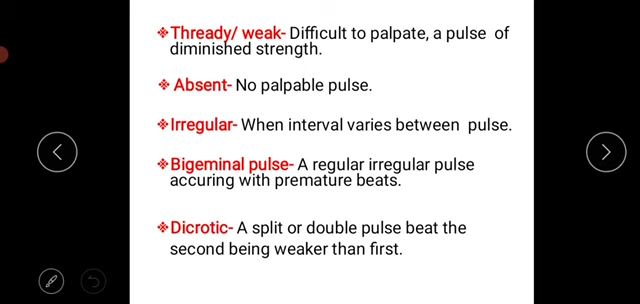 ❖Thready/ weak- Difficult to palpate, a pulse of
diminished strength.
❖ Absent- No palpable pulse.
❖Irregular- When interval varies between pulse.
❖Bigeminal pulse- A regular irregular pulse
accuring with premature beats.
❖Dicrotic- A split or double pulse beat the
second being weaker than first.